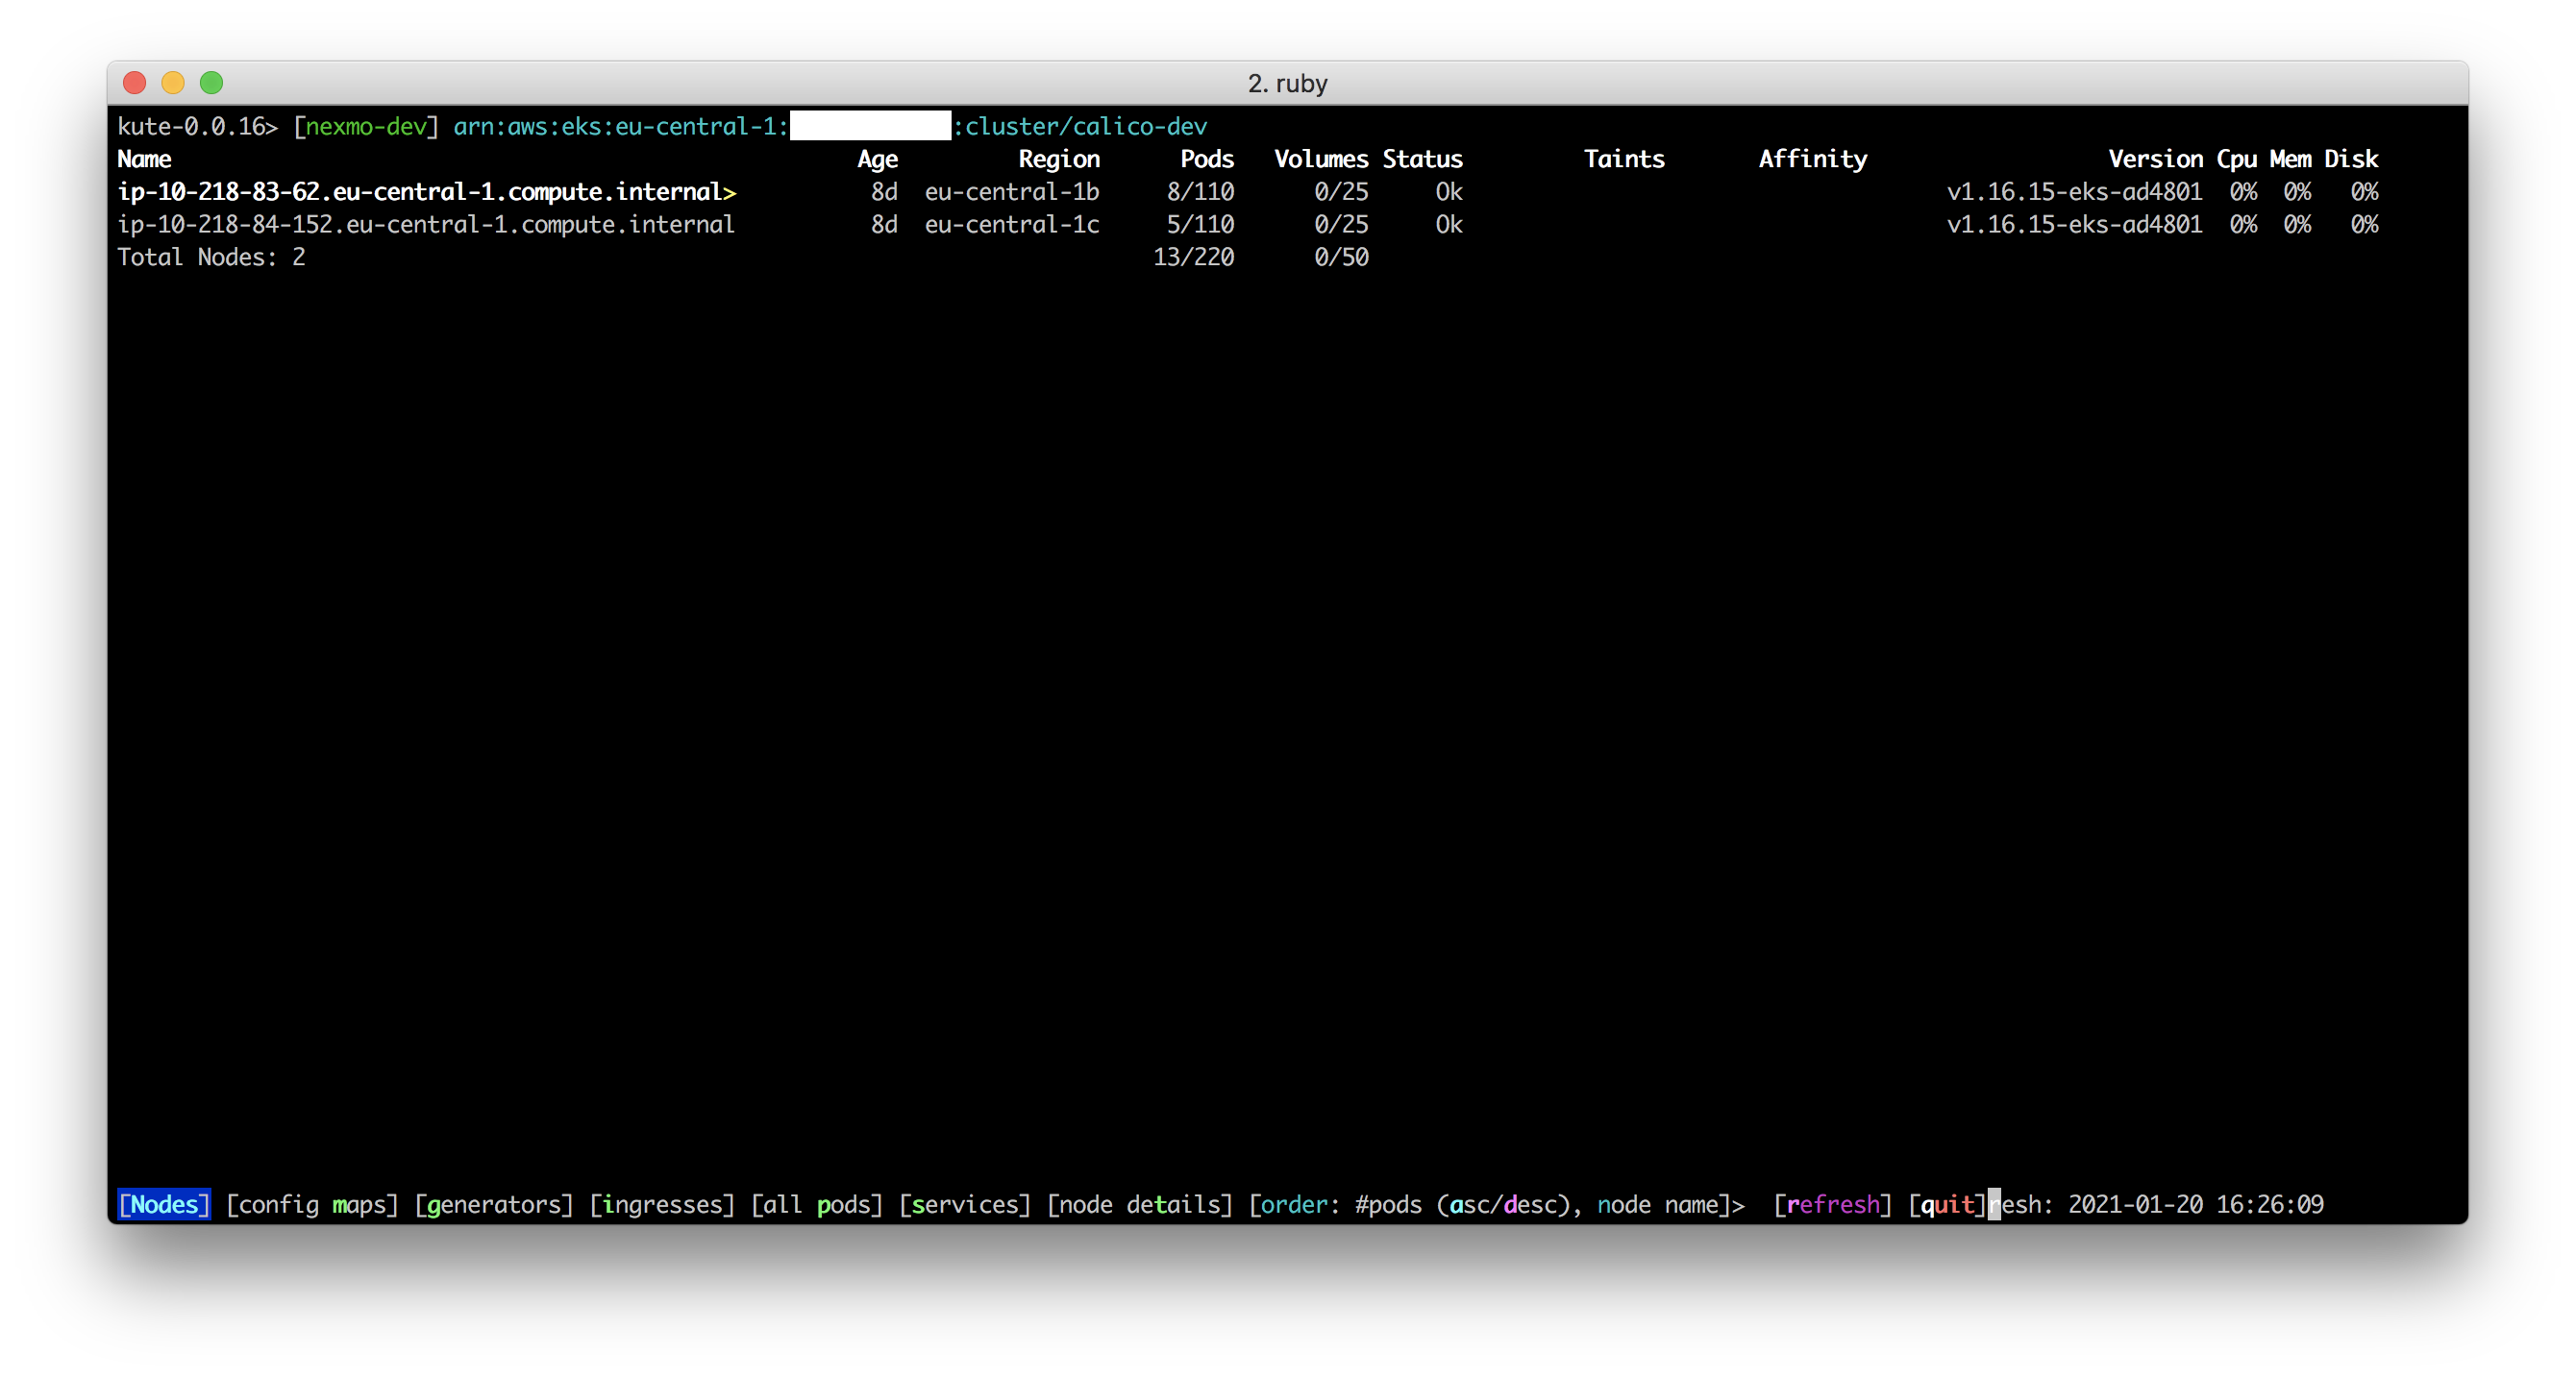 2. ruby
kute-0.0.16> [nexmo-dev] arn:aws:eks:eu-central-1: :cluster/calico-dev
Name Age Region Pods Volumes Status Taints Affinity Version Cpu Mem Disk
ip-10-218-83-62.eu-central-1.compute.internal> 8d eu-central-1b 8/110 0/25 Ok v1.16.15-eks-ad4801 0% 0% 0%
ip-10-218-84-152.eu-central-1.compute.internal 8d eu-central-1c 5/110 0/25 Ok v1.16.15-eks-ad4801 0% 0% 0%
Total Nodes: 2 13/220 0/50
[Nodes] [config maps] [generators] [ingresses] [all pods] [services] [node details] [order: #pods (asc/desc), node name]> [refresh] [quit]resh: 2021-01-20 16:26:09